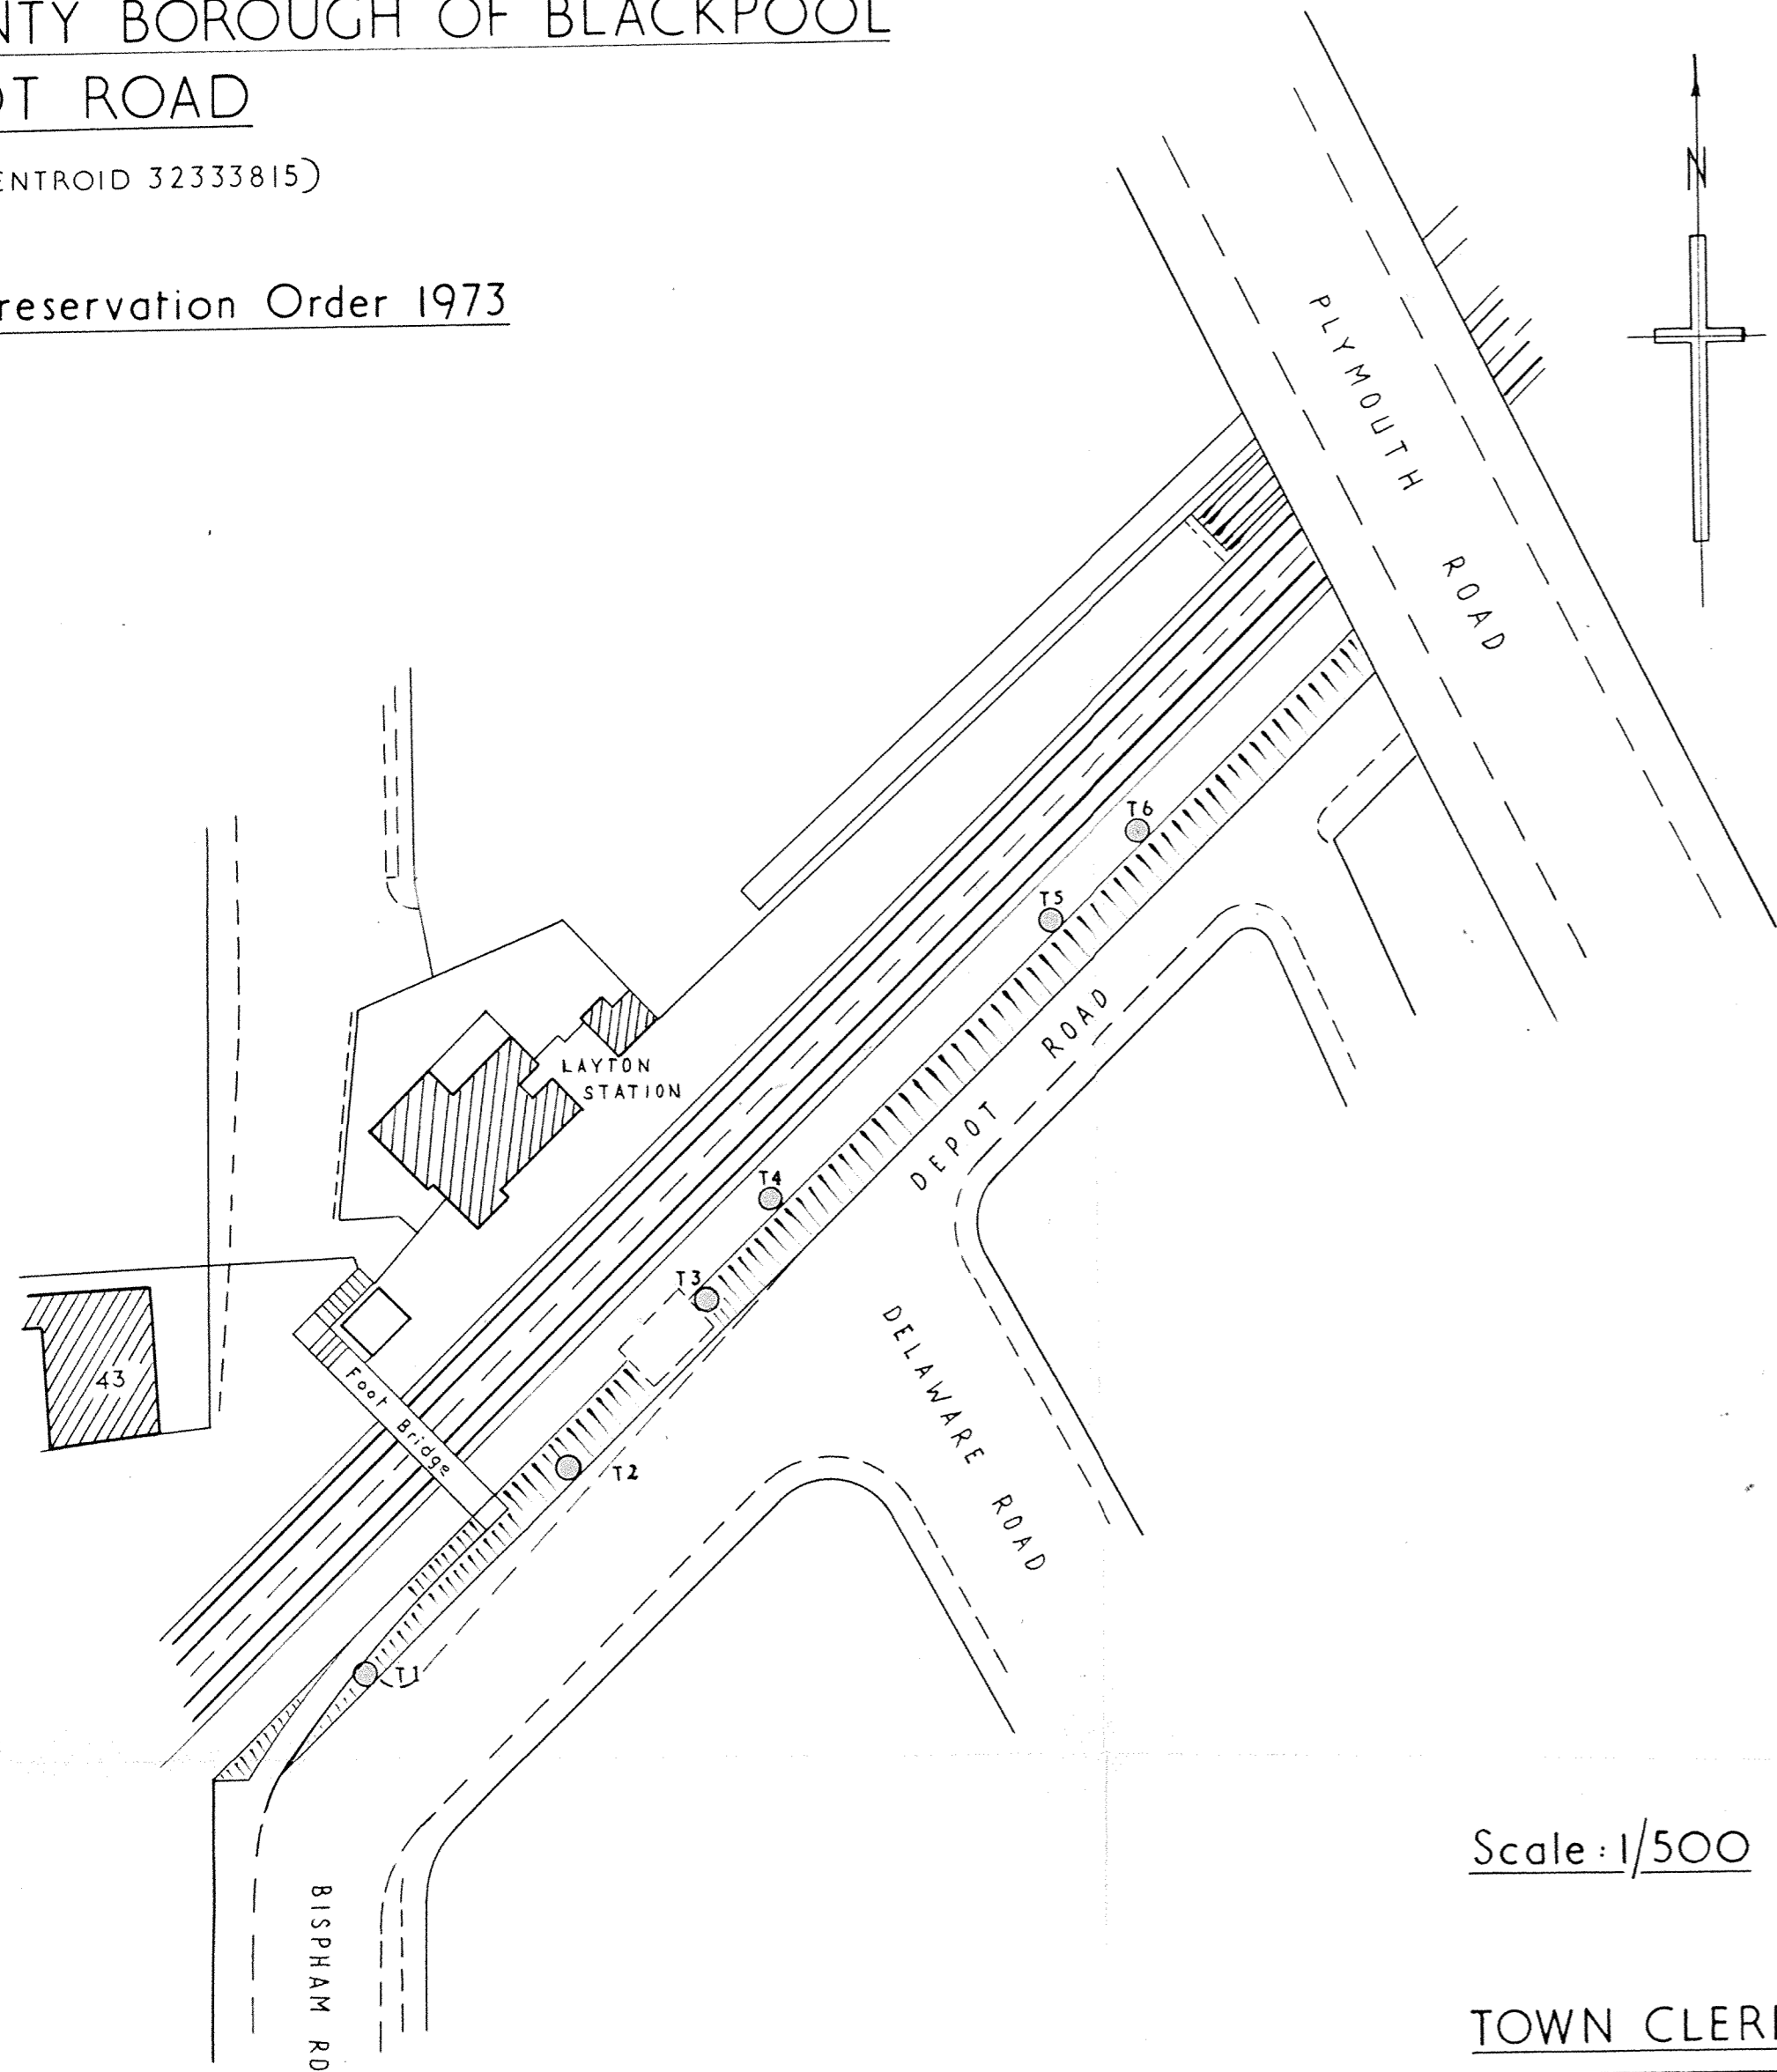 NTY BOROUGH OF BLACKPOOL
OT ROAD
ENTROID 32333815)
reservation Order 1973
N
PLYMOUTH ROAD
T6
T5
LAYTON
STATION
DEPOT ROAD
T4
T3
DELAWARE ROAD
43
Foot Bridge
T2
T1
BISPHAM RD
Scale : 1/500
TOWN CLER